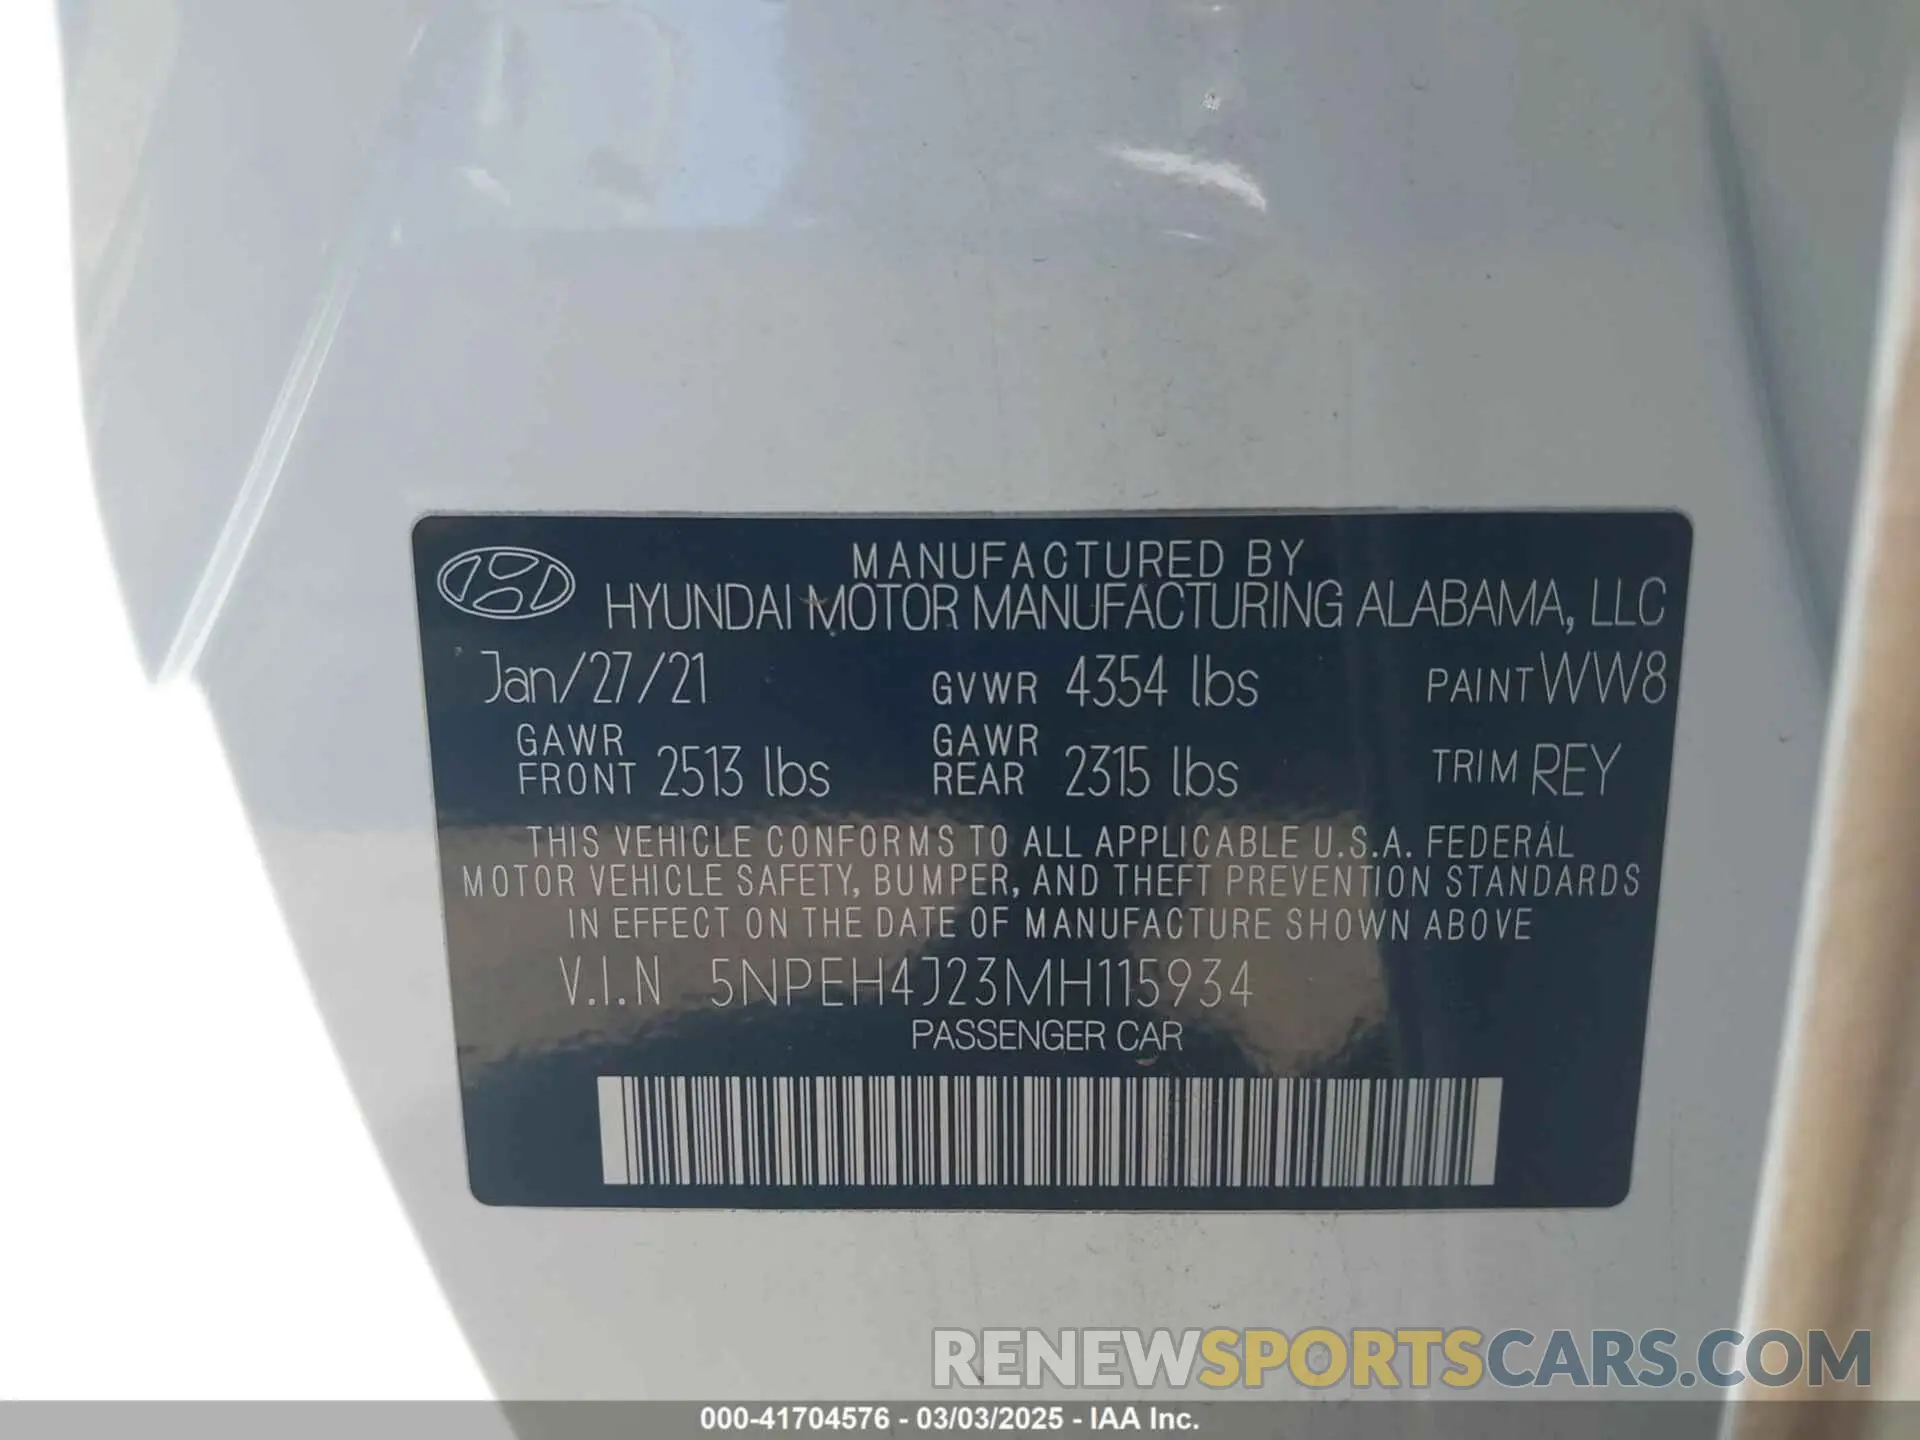 MANUFACTURED BY
HYUNDAI MOTOR MANUFACTURING ALABAMA, LLC
Jan/27/21 GVWR 4354 lbs PAINT WW8
GAWR FRONT 2513 lbs GAWR REAR 2315 lbs TRIM REY
THIS VEHICLE CONFORMS TO ALL APPLICABLE U.S.A. FEDERAL
MOTOR VEHICLE SAFETY, BUMPER, AND THEFT PREVENTION STANDARDS
IN EFFECT ON THE DATE OF MANUFACTURE SHOWN ABOVE
V.I.N 5NPEH4J23MH115934
PASSENGER CAR
RENEWSPORTSCARS.COM
000-41704576 - 03/03/2025 - IAA Inc.